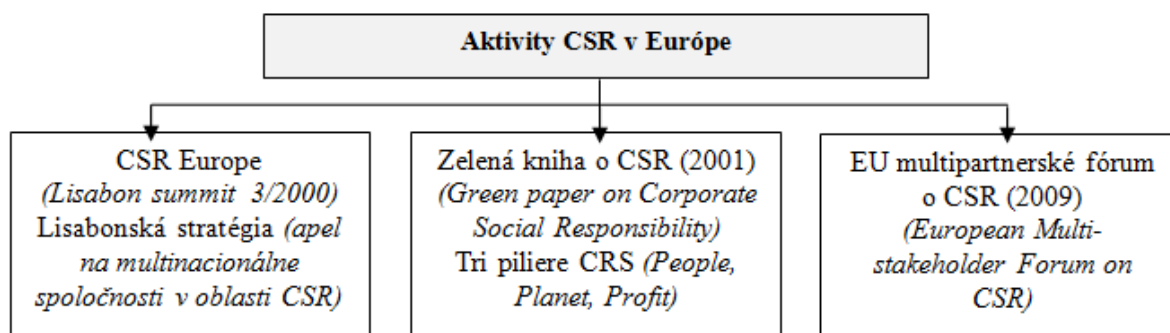 Aktivity CSR v Európe
CSR Europe
(Lisabon summit 3/2000)
Lisabonská stratégia (apel
na multinacionálne
spoločnosti v oblasti CSR)
Zelená kniha o CSR (2001)
(Green paper on Corporate
Social Responsibility)
Tri piliere CRS (People,
Planet, Profit)
EU multipartnerské fórum
o CSR (2009)
(European Multi-
stakeholder Forum on
CSR)